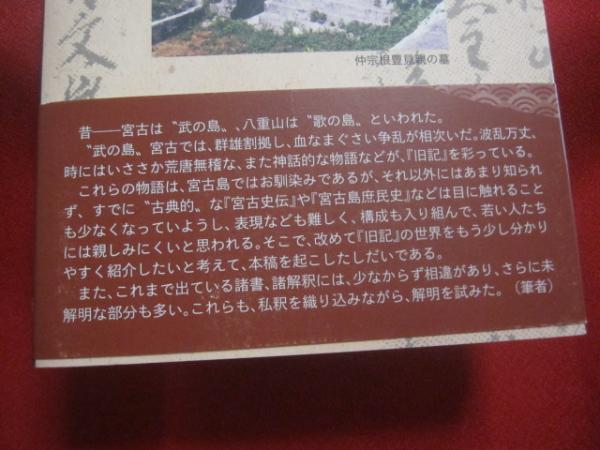 仲宗根豊見親の墓
昔――宮古は〝武の島〟、八重山は〝歌の島〟といわれた。
〝武の島〟宮古では、群雄割拠し、血なまぐさい争乱が相次いだ。波乱万丈、
時にはいささか荒唐無稽な、また神話的な物語などが、『旧記』を彩っている。
これらの物語は、宮古島ではお馴染みであるが、それ以外にはあまり知られ
ず、すでに〝古典的〟な『宮古史伝』や『宮古島庶民史』などは目に触れること
も少なくなっていようし、表現なども難しく、構成も入り組んで、若い人たち
には親しみにくいと思われる。そこで、改めて『旧記』の世界をもう少し分かり
やすく紹介したいと考えて、本稿を起こしたしだいである。
また、これまで出ている諸書、諸解釈には、少なからず相違があり、さらに未
解明な部分も多い。これらも、私釈を織り込みながら、解明を試みた。（筆者）